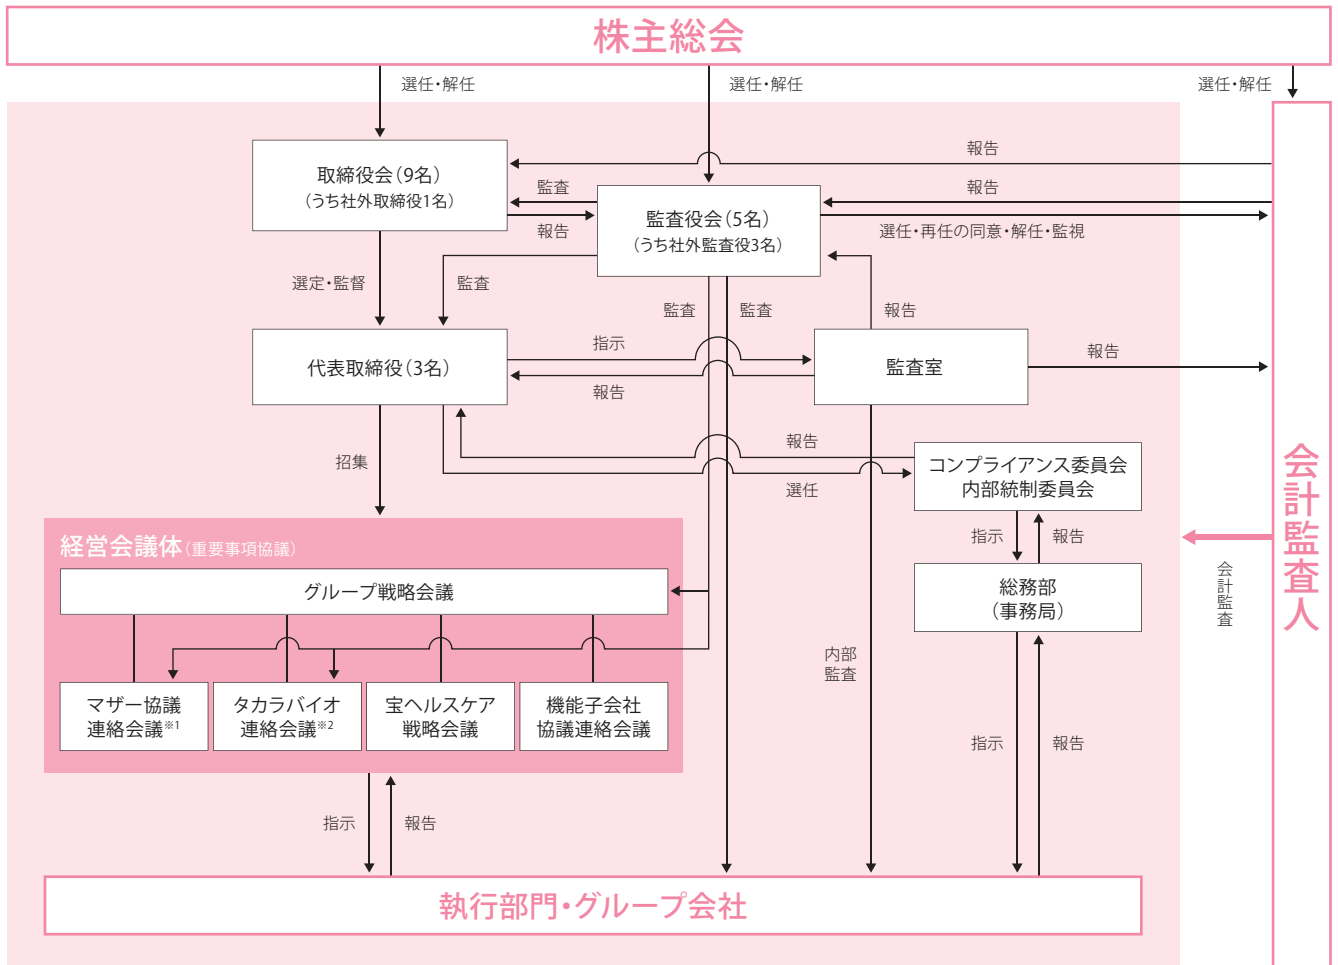 株主総会
選任・解任
選任・解任
選任・解任
取締役会（9名）
（うち社外取締役1名）
報告
監査
報告
監査役会（5名）
（うち社外監査役3名）
報告
選任・再任の同意・解任・監視
選定・監督
監査
監査
監査
報告
代表取締役（3名）
指示
報告
監査室
報告
招集
報告
選任
コンプライアンス委員会
内部統制委員会
会計監査人
経営会議体（重要事項協議）
指示
報告
会計監査
グループ戦略会議
総務部
（事務局）
内部
監査
マザー協議
連絡会議※1
タカラバイオ
連絡会議※2
宝ヘルスケア
戦略会議
機能子会社
協議連絡会議
指示
報告
指示
報告
執行部門・グループ会社